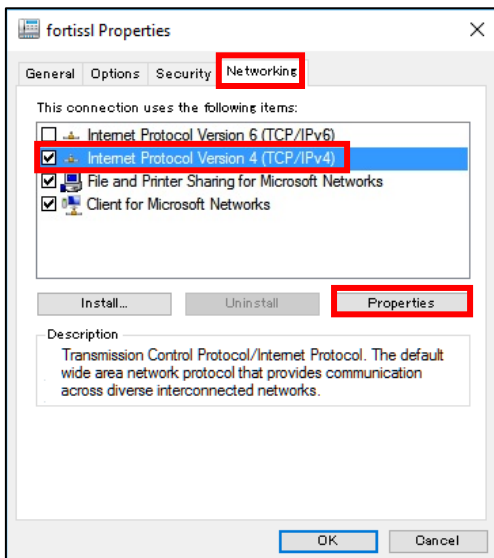 fortissl Properties
General Options Security Networking
This connection uses the following items:
Internet Protocol Version 6 (TCP/IPv6)
Internet Protocol Version 4 (TCP/IPv4)
File and Printer Sharing for Microsoft Networks
Client for Microsoft Networks
Install... Uninstall Properties
Description
Transmission Control Protocol/Internet Protocol. The default
wide area network protocol that provides communication
across diverse interconnected networks.
OK Cancel